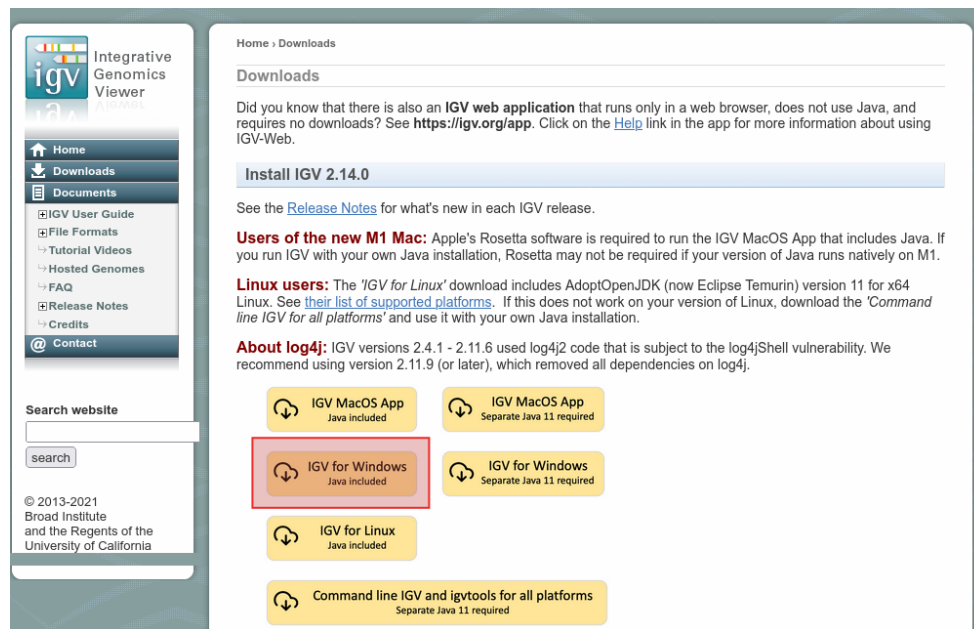 igv
Integrative
Genomics
Viewer
Home
Downloads
Documents
IGV User Guide
File Formats
Tutorial Videos
Hosted Genomes
FAQ
Release Notes
Credits
@ Contact
Search website
search
© 2013-2021
Broad Institute
and the Regents of the
University of California
Home › Downloads
Downloads
Did you know that there is also an IGV web application that runs only in a web browser, does not use Java, and
requires no downloads? See https://igv.org/app. Click on the Help link in the app for more information about using
IGV-Web.
Install IGV 2.14.0
See the Release Notes for what's new in each IGV release.
Users of the new M1 Mac: Apple's Rosetta software is required to run the IGV MacOS App that includes Java. If
you run IGV with your own Java installation, Rosetta may not be required if your version of Java runs natively on M1.
Linux users: The 'IGV for Linux' download includes AdoptOpenJDK (now Eclipse Temurin) version 11 for x64
Linux. See their list of supported platforms. If this does not work on your version of Linux, download the 'Command
line IGV for all platforms' and use it with your own Java installation.
About log4j: IGV versions 2.4.1 - 2.11.6 used log4j2 code that is subject to the log4jShell vulnerability. We
recommend using version 2.11.9 (or later), which removed all dependencies on log4j.
IGV MacOS App
Java included
IGV MacOS App
Separate Java 11 required
IGV for Windows
Java included
IGV for Windows
Separate Java 11 required
IGV for Linux
Java included
Command line IGV and igvtools for all platforms
Separate Java 11 required